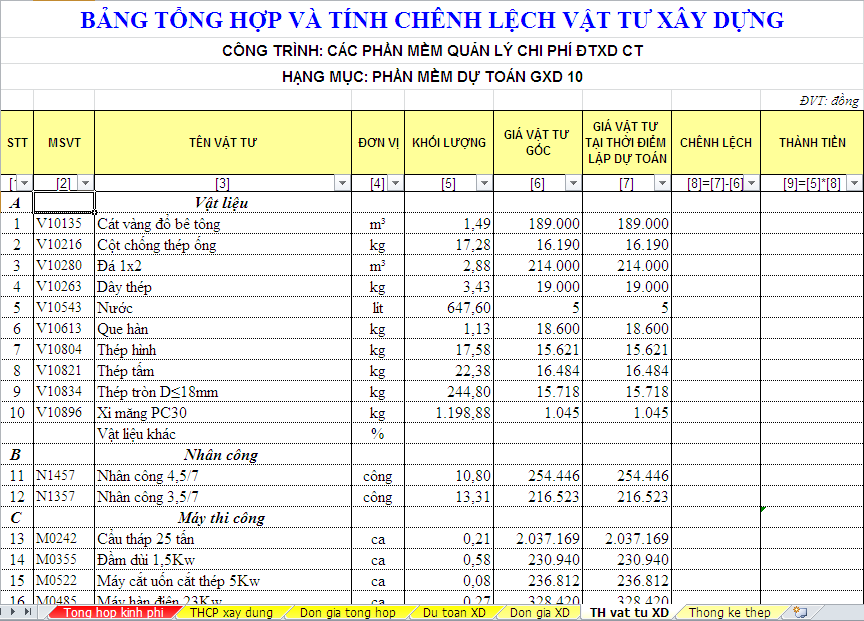 BẢNG TỔNG HỢP VÀ TÍNH CHÊNH LỆCH VẬT TƯ XÂY DỰNG
CÔNG TRÌNH: CÁC PHẦN MỀM QUẢN LÝ CHI PHÍ ĐTXD CT
HẠNG MỤC: PHẦN MỀM DỰ TOÁN GXD 10
ĐVT: đồng
STT MSVT TÊN VẬT TƯ ĐƠN VỊ KHỐI LƯỢNG GIÁ VẬT TƯ GỐC GIÁ VẬT TƯ TẠI THỜI ĐIỂM LẬP DỰ TOÁN CHÊNH LỆCH THÀNH TIỀN
[1 [2] [3] [4] [5] [6] [7] [8]=[7]-[6] [9]=[5]*[8]
A Vật liệu
1 V10135 Cát vàng đổ bê tông m³ 1,49 189.000 189.000
2 V10216 Cột chống thép ống kg 17,28 16.190 16.190
3 V10280 Đá 1x2 m³ 2,88 214.000 214.000
4 V10263 Dây thép kg 3,43 19.000 19.000
5 V10543 Nước lít 647,60 5 5
6 V10613 Que hàn kg 1,13 18.600 18.600
7 V10804 Thép hình kg 17,58 15.621 15.621
8 V10821 Thép tấm kg 22,38 16.484 16.484
9 V10834 Thép tròn D≤18mm kg 244,80 15.718 15.718
10 V10896 Xi măng PC30 kg 1.198,88 1.045 1.045
Vật liệu khác %
B Nhân công
11 N1457 Nhân công 4,5/7 công 10,80 254.446 254.446
12 N1357 Nhân công 3,5/7 công 13,31 216.523 216.523
C Máy thi công
13 M0242 Cẩu tháp 25 tấn ca 0,21 2.037.169 2.037.169
14 M0355 Đầm dùi 1,5Kw ca 0,58 230.940 230.940
15 M0522 Máy cắt uốn cắt thép 5Kw ca 0,08 236.812 236.812
16 M0485 Máy hàn điện 23Kw ca 0,27 328.420 328.420
Tong hop kinh phi THCP xay dung Don gia tong hop Du toan XD Don gia XD TH vat tu XD Thong ke thep